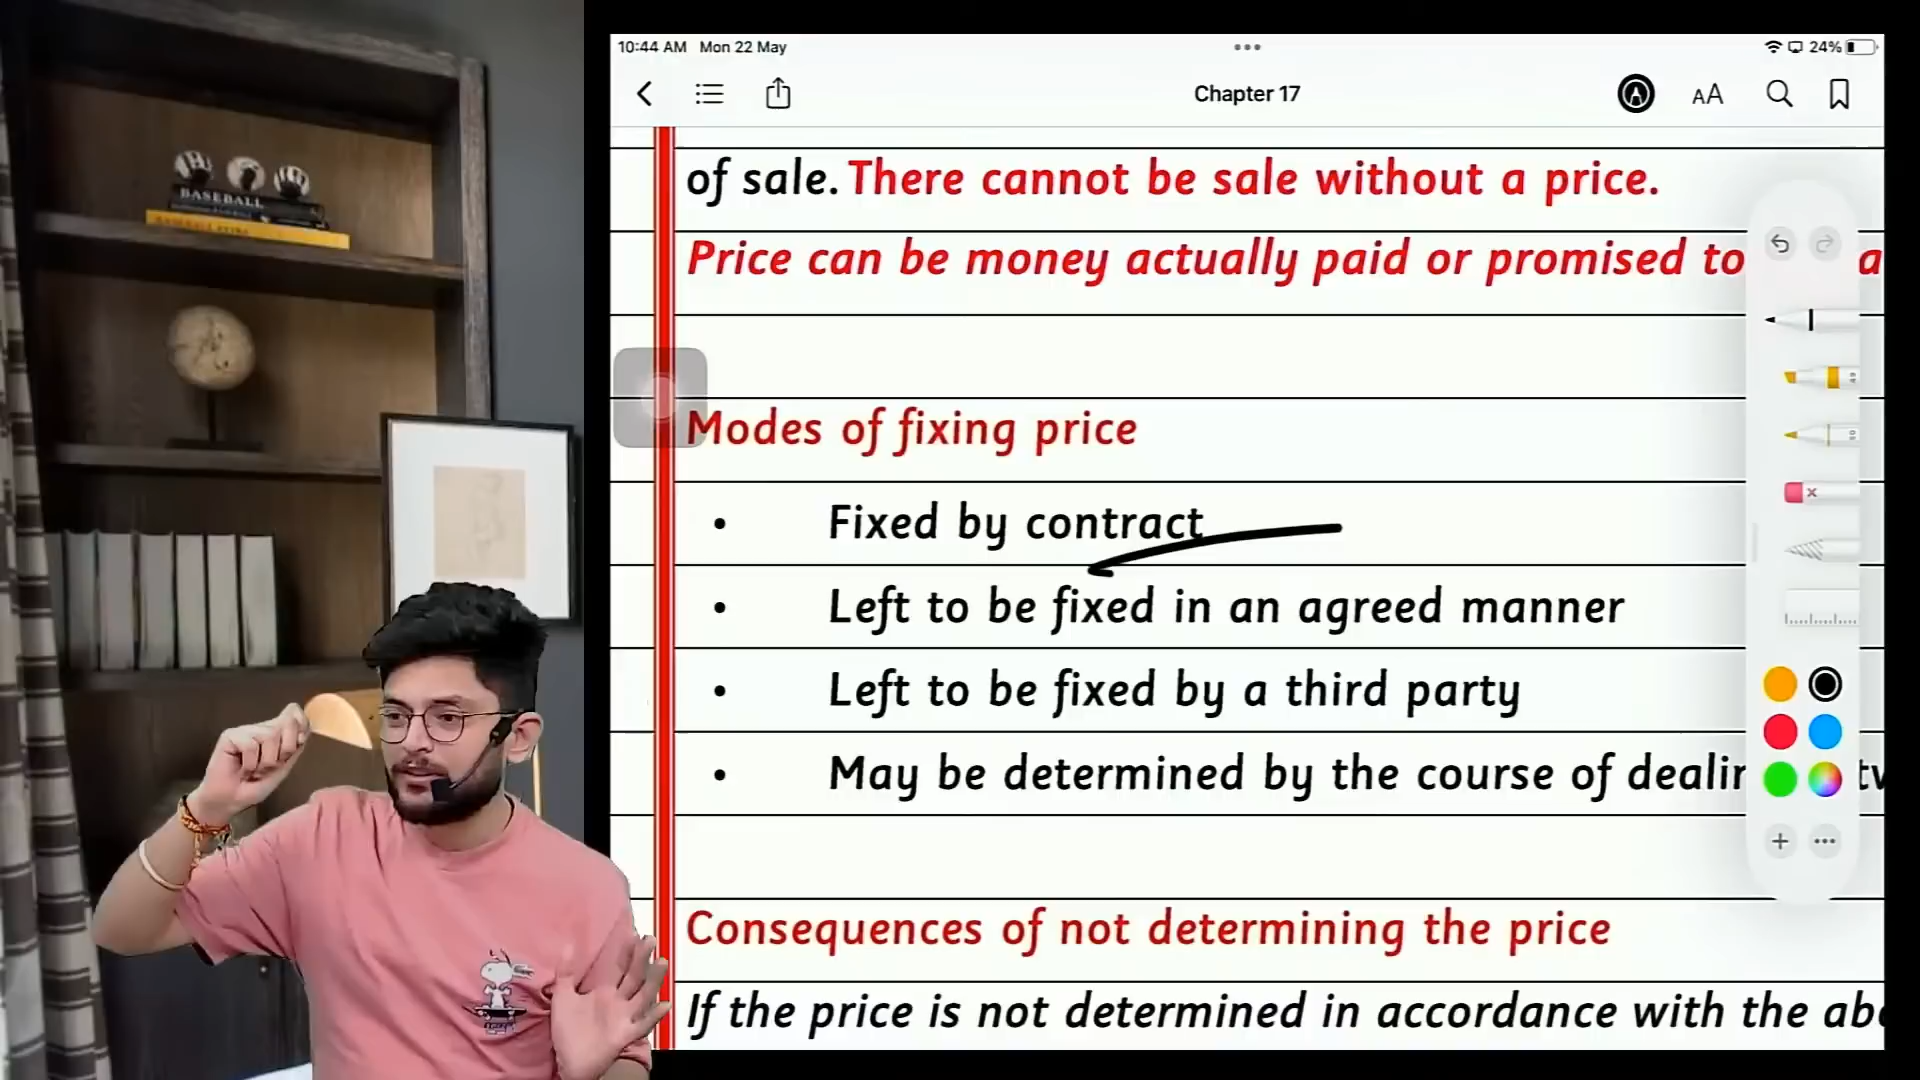 10:44 AM Mon 22 May
24%
Chapter 17
AA
of sale. There cannot be sale without a price.
Price can be money actually paid or promised to
Modes of fixing price
• Fixed by contract
• Left to be fixed in an agreed manner
• Left to be fixed by a third party
• May be determined by the course of
Consequences of not determining the price
If the price is not determined in accordance with the
BASEBALL